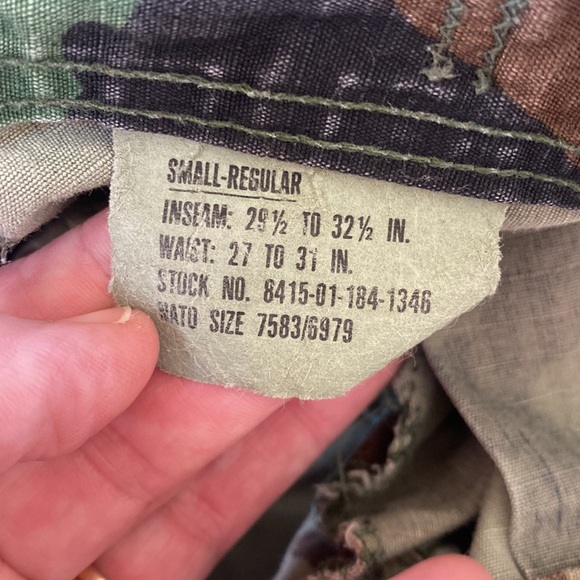 SMALL-REGULAR
INSEAM: 29½ TO 32½ IN.
WAIST: 27 TO 31 IN.
STOCK NO. 8415-01-184-1346
NATO SIZE 7583/6979